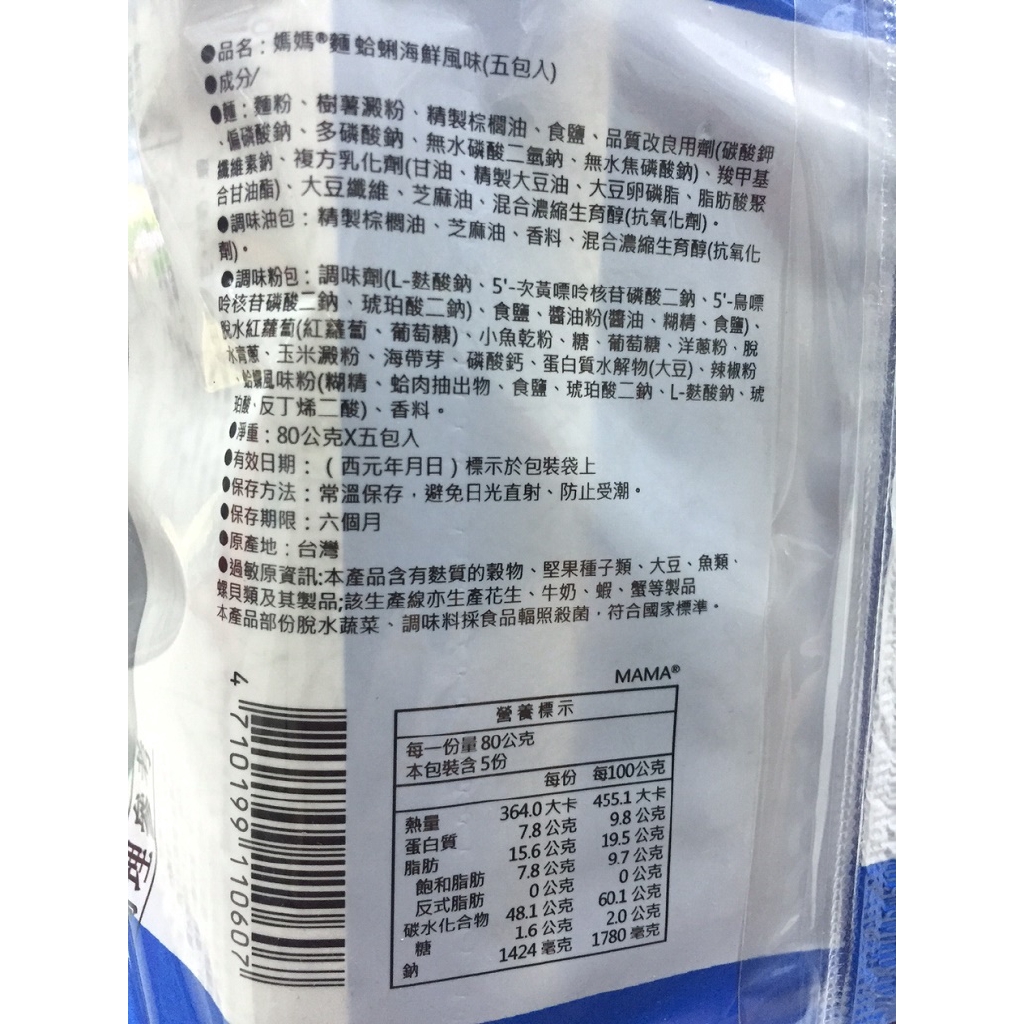 ●品名：媽媽®麵 蛤蜊海鮮風味(五包入)
●成分/
●麵：麵粉、樹薯澱粉、精製棕櫚油、食鹽、品質改良用劑(碳酸鉀
、偏磷酸鈉、多磷酸鈉、無水磷酸二氫鈉、無水焦磷酸鈉)、羧甲基
纖維素鈉、複方乳化劑(甘油、精製大豆油、大豆卵磷脂、脂肪酸聚
合甘油酯)、大豆纖維、芝麻油、混合濃縮生育醇(抗氧化劑)。
●調味油包：精製棕櫚油、芝麻油、香料、混合濃縮生育醇(抗氧化
劑)。
●調味粉包：調味劑(L-麩酸鈉、5'-次黃嘌呤核苷磷酸二鈉、5'-鳥嘌
呤核苷磷酸二鈉、琥珀酸二鈉)、食鹽、醬油粉(醬油、糊精、食鹽)、
脫水紅蘿蔔(紅蘿蔔、葡萄糖)、小魚乾粉、糖、葡萄糖、洋蔥粉、脫
水青蔥、玉米澱粉、海帶芽、磷酸鈣、蛋白質水解物(大豆)、辣椒粉
、蛤蠣風味粉(糊精、蛤肉抽出物、食鹽、琥珀酸二鈉、L-麩酸鈉、琥
珀酸、反丁烯二酸)、香料。
●淨重：80公克X五包入
●有效日期：（西元年月日）標示於包裝袋上
●保存方法：常溫保存，避免日光直射、防止受潮。
●保存期限：六個月
●原產地：台灣
●過敏原資訊:本產品含有麩質的穀物、堅果種子類、大豆、魚類、
螺貝類及其製品;該生產線亦生產花生、牛奶、蝦、蟹等製品
本產品部份脫水蔬菜、調味料採食品輻照殺菌，符合國家標準。
MAMA®
營養標示
每一份量 80公克
本包裝含 5份
每份 每100公克
熱量 364.0 大卡 455.1 大卡
蛋白質 7.8 公克 9.8 公克
脂肪 15.6 公克 19.5 公克
飽和脂肪 7.8 公克 9.7 公克
反式脂肪 0 公克 0 公克
碳水化合物 48.1 公克 60.1 公克
糖 1.6 公克 2.0 公克
鈉 1424 毫克 1780 毫克
4 710199 110607